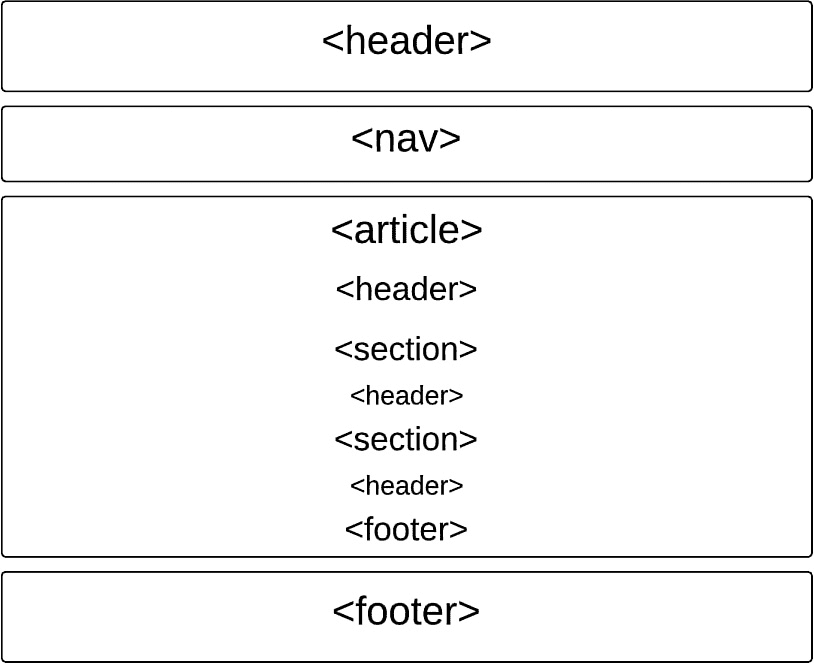 <header>
<nav>
<article>
<header>
<section>
<header>
<section>
<header>
<footer>
<footer>